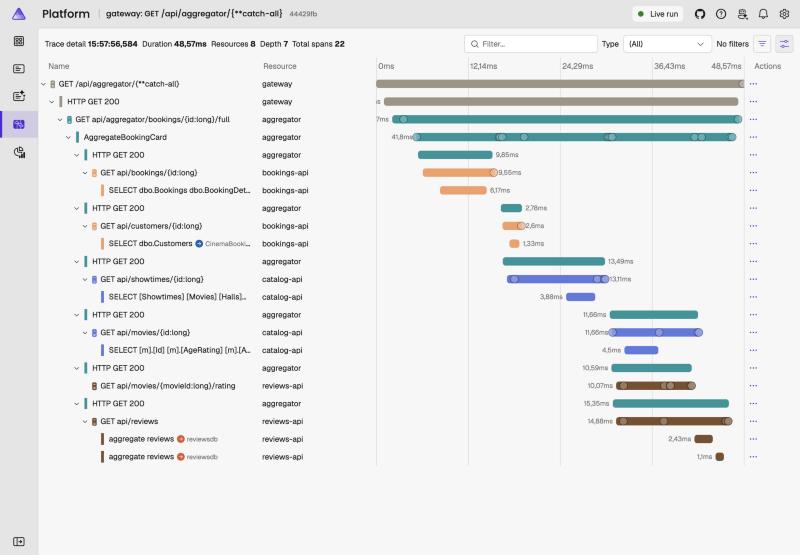 Platform gateway: GET /api/aggregator/{**catch-all} 44429fb Live run
Trace detail 15:57:56,584 Duration 48,57ms Resources 8 Depth 7 Total spans 22 Filter... Type (All) No filters
Name Resource 0ms 12,14ms 24,29ms 36,43ms 48,57ms Actions
GET /api/aggregator/{**catch-all} gateway
HTTP GET 200 gateway
GET api/aggregator/bookings/{id:long}/full aggregator 7ms
AggregateBookingCard aggregator 41,8ms
HTTP GET 200 aggregator 9,85ms
GET api/bookings/{id:long} bookings-api 9,55ms
SELECT dbo.Bookings dbo.BookingDet... bookings-api 6,17ms
HTTP GET 200 aggregator 2,78ms
GET api/customers/{id:long} bookings-api 2,6ms
SELECT dbo.Customers CinemaBooki... bookings-api 1,33ms
HTTP GET 200 aggregator 13,49ms
GET api/showtimes/{id:long} catalog-api 13,11ms
SELECT [Showtimes] [Movies] [Halls]... catalog-api 3,88ms
HTTP GET 200 aggregator 11,66ms
GET api/movies/{id:long} catalog-api 11,66ms
SELECT [m].[Id] [m].[AgeRating] [m].[A... catalog-api 4,5ms
HTTP GET 200 aggregator 10,59ms
GET api/movies/{movieId:long}/rating reviews-api 10,07ms
HTTP GET 200 aggregator 15,35ms
GET api/reviews reviews-api 14,88ms
aggregate reviews reviewsdb reviews-api 2,43ms
aggregate reviews reviewsdb reviews-api 1,1ms